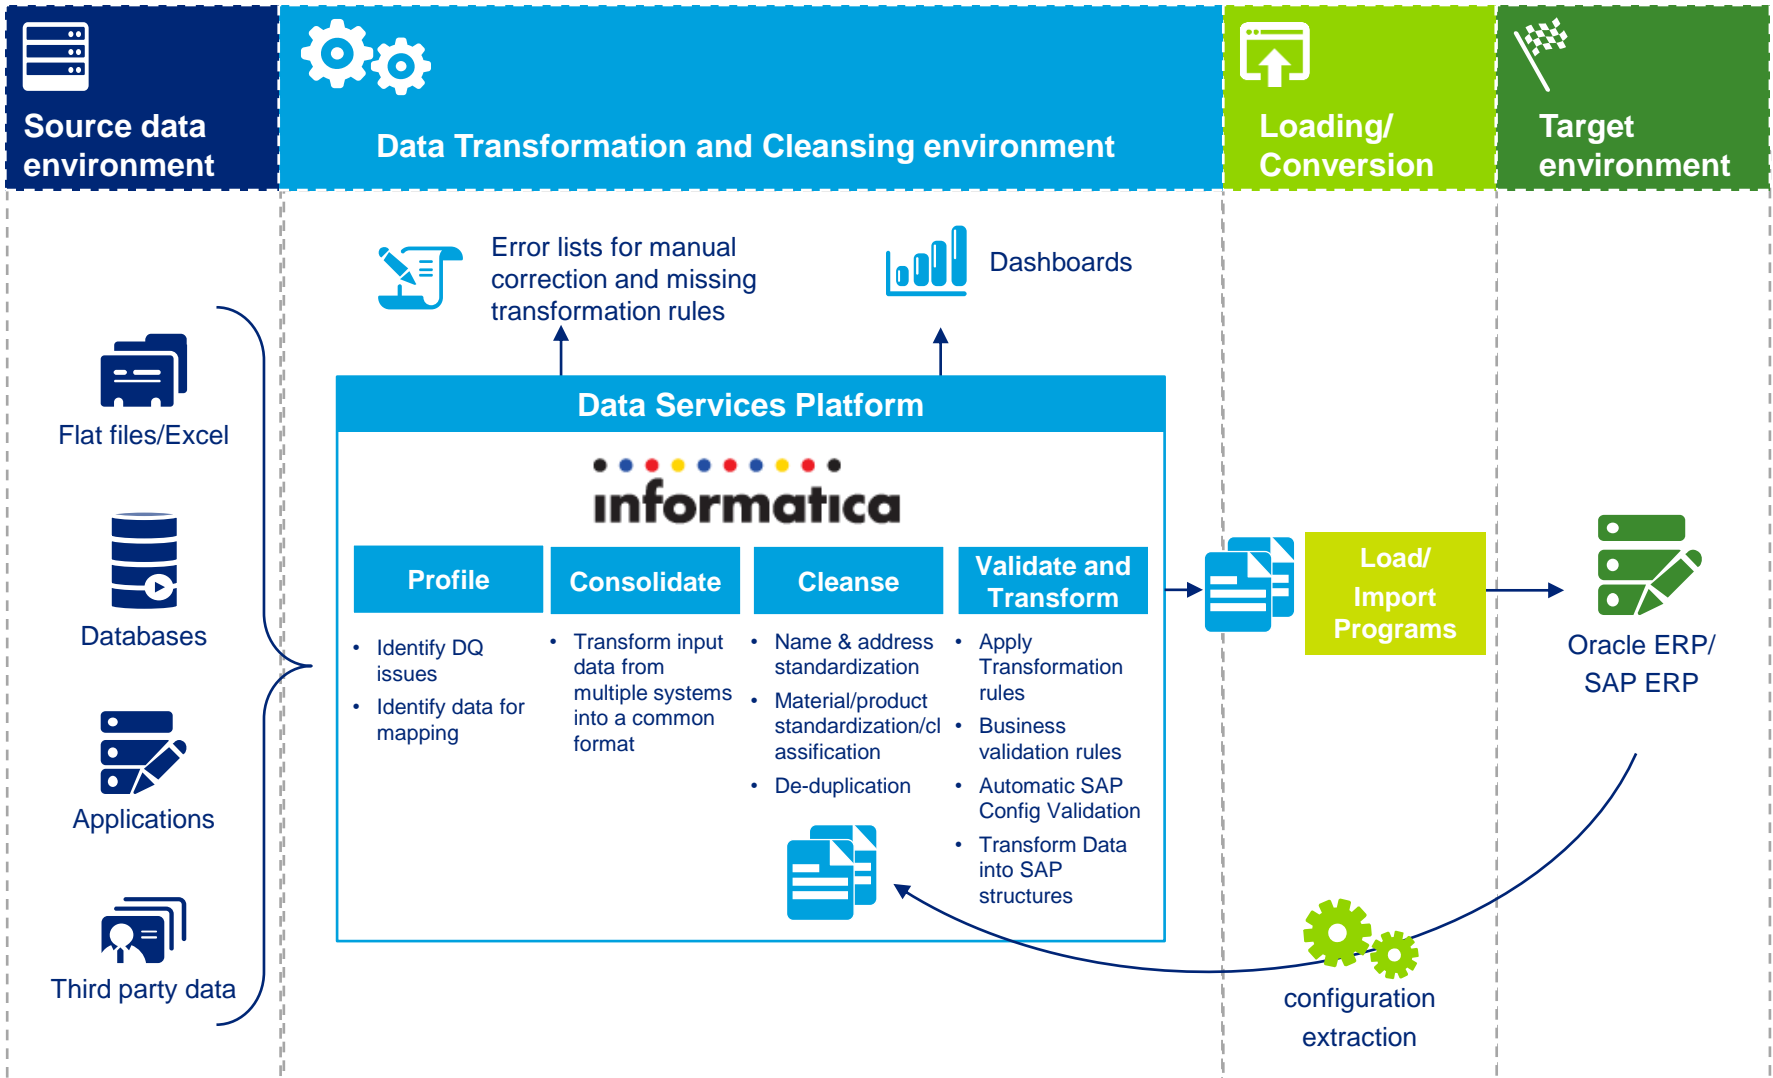 Source data
environment
Data Transformation and Cleansing environment
Loading/
Conversion
Target
environment
Error lists for manual
correction and missing
transformation rules
Dashboards
Flat files/Excel
Databases
Applications
Third party data
Data Services Platform
informatica
Profile
• Identify DQ
issues
• Identify data for
mapping
Consolidate
• Transform input
data from
multiple systems
into a common
format
Cleanse
• Name & address
standardization
• Material/product
standardization/cl
assification
• De-duplication
Validate and
Transform
• Apply
Transformation
rules
• Business
validation rules
• Automatic SAP
Config Validation
• Transform Data
into SAP
structures
Load/
Import
Programs
Oracle ERP/
SAP ERP
configuration
extraction